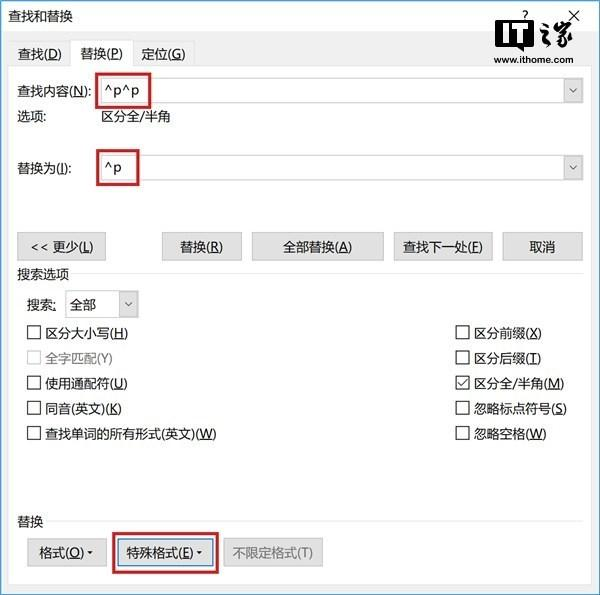 查找和替换
?
IT之家
www.ithome.com
查找(D) 替换(P) 定位(G)
查找内容(N): ^p^p
选项: 区分全/半角
替换为(I): ^p
<< 更少(L) 替换(R) 全部替换(A) 查找下一处(F) 取消
搜索选项
搜索: 全部
区分大小写(H) 区分前缀(X)
全字匹配(Y) 区分后缀(T)
使用通配符(U) 区分全/半角(M)
同音(英文)(K) 忽略标点符号(S)
查找单词的所有形式(英文)(W) 忽略空格(W)
替换
格式(O) 特殊格式(E) 不限定格式(T)